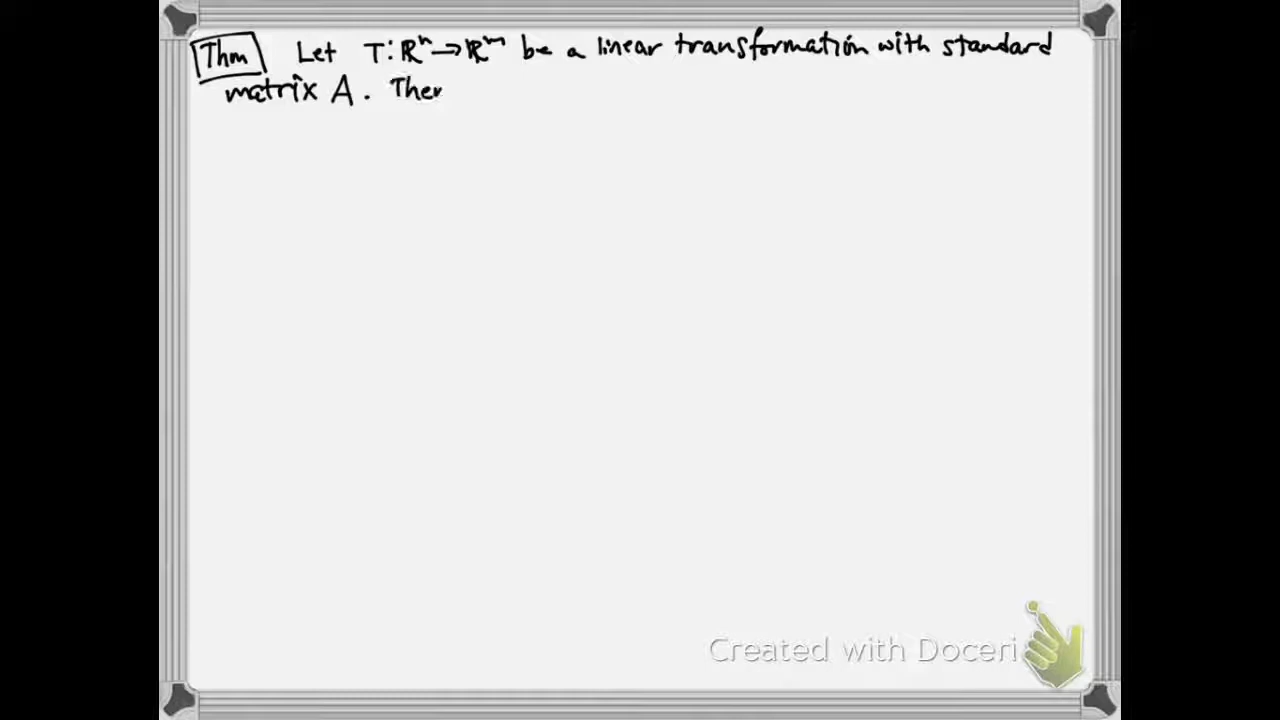 Thm Let T: ℝⁿ→ℝᵐ be a linear transformation with standard
matrix A. Then
Created with Doceri